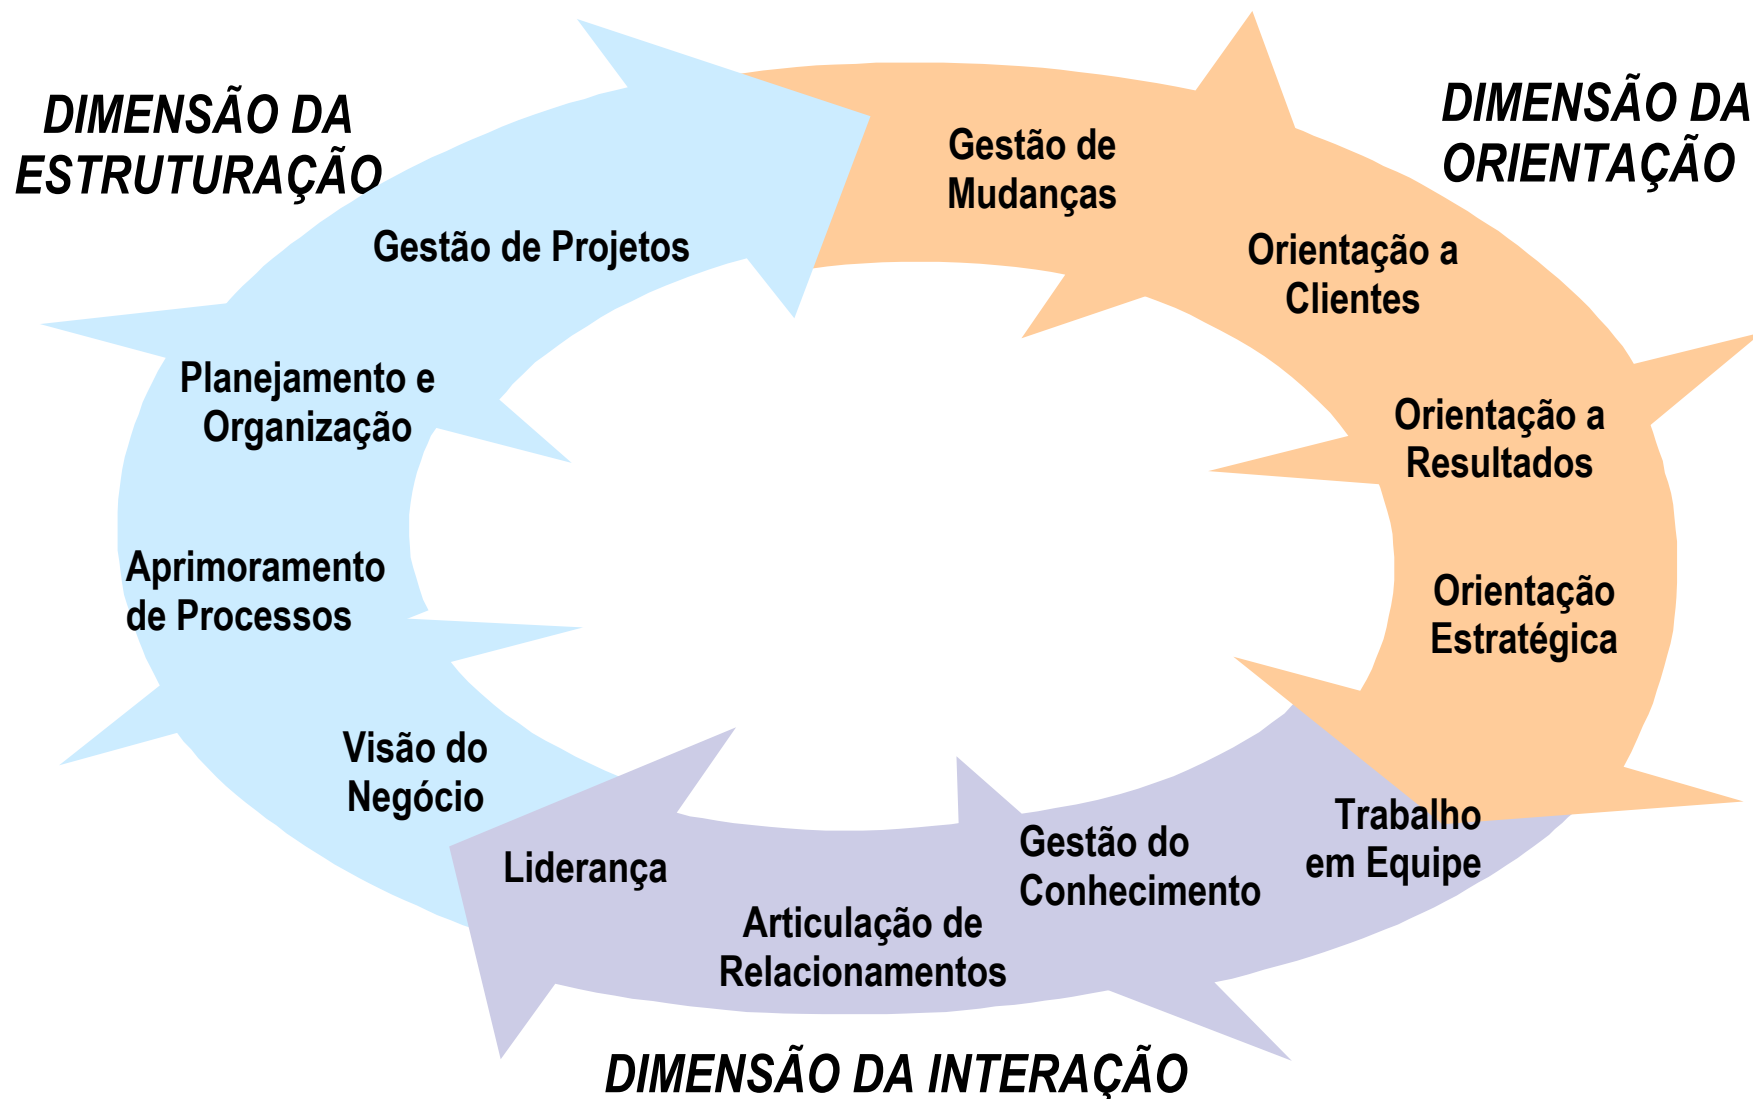 DIMENSÃO DA
ESTRUTURAÇÃO
DIMENSÃO DA
ORIENTAÇÃO
Gestão de
Mudanças
Gestão de Projetos
Orientação a
Clientes
Planejamento e
Organização
Orientação a
Resultados
Aprimoramento
de Processos
Orientação
Estratégica
Visão do
Negócio
Trabalho
em Equipe
Liderança
Gestão do
Conhecimento
Articulação de
Relacionamentos
DIMENSÃO DA INTERAÇÃO